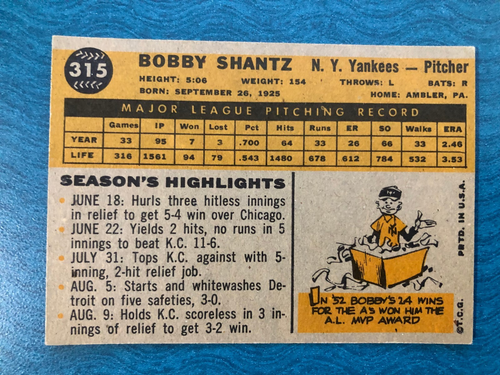 315
BOBBY SHANTZ N. Y. Yankees — Pitcher
HEIGHT: 5:06 WEIGHT: 154 THROWS: L BATS: R
BORN: SEPTEMBER 26, 1925 HOME: AMBLER, PA.
MAJOR LEAGUE PITCHING RECORD
Games IP Won Lost Pct Hits Runs ER SO Walks ERA
YEAR 33 95 7 3 .700 64 33 26 66 33 2.46
LIFE 316 1561 94 79 .543 1480 678 612 784 532 3.53
SEASON'S HIGHLIGHTS
JUNE 18: Hurls three hitless innings
in relief to get 5-4 win over Chicago.
JUNE 22: Yields 2 hits, no runs in 5
innings to beat K.C. 11-6.
JULY 31: Tops K.C. against with 5-
inning, 2-hit relief job.
AUG. 5: Starts and whitewashes De-
troit on five safeties, 3-0.
AUG. 9: Holds K.C. scoreless in 3 inn-
ings of relief to get 3-2 win.
IN '52 BOBBY'S 24 WINS
FOR THE A'S WON HIM THE
A.L. MVP AWARD
©T.C.G. PRTD. IN U.S.A.